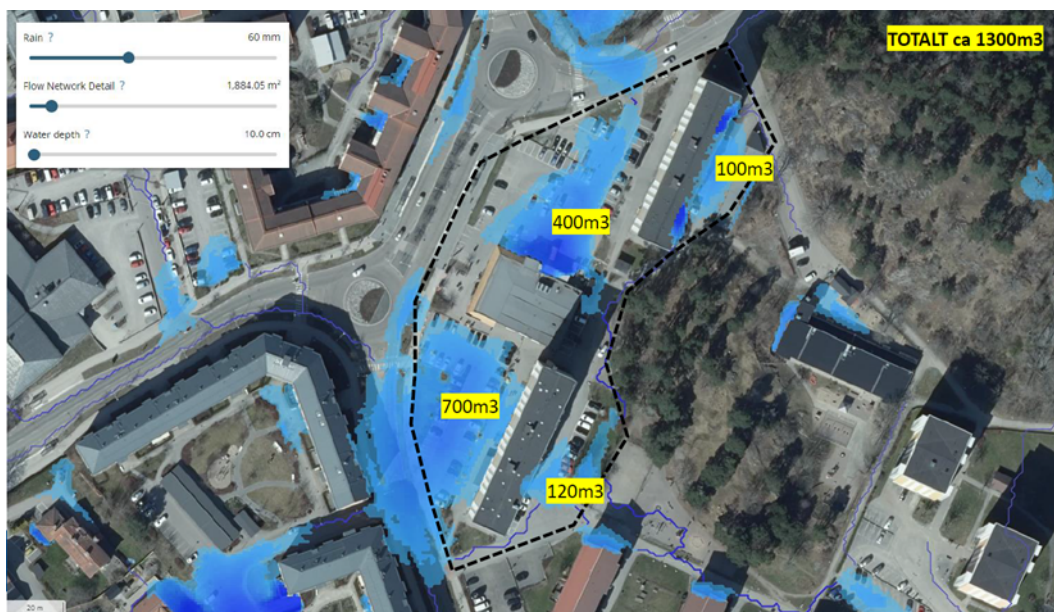 Rain ? 60 mm
Flow Network Detail ? 1,884.05 m²
Water depth ? 10.0 cm
TOTALT ca 1300m3
100m3
400m3
700m3
120m3
20 m